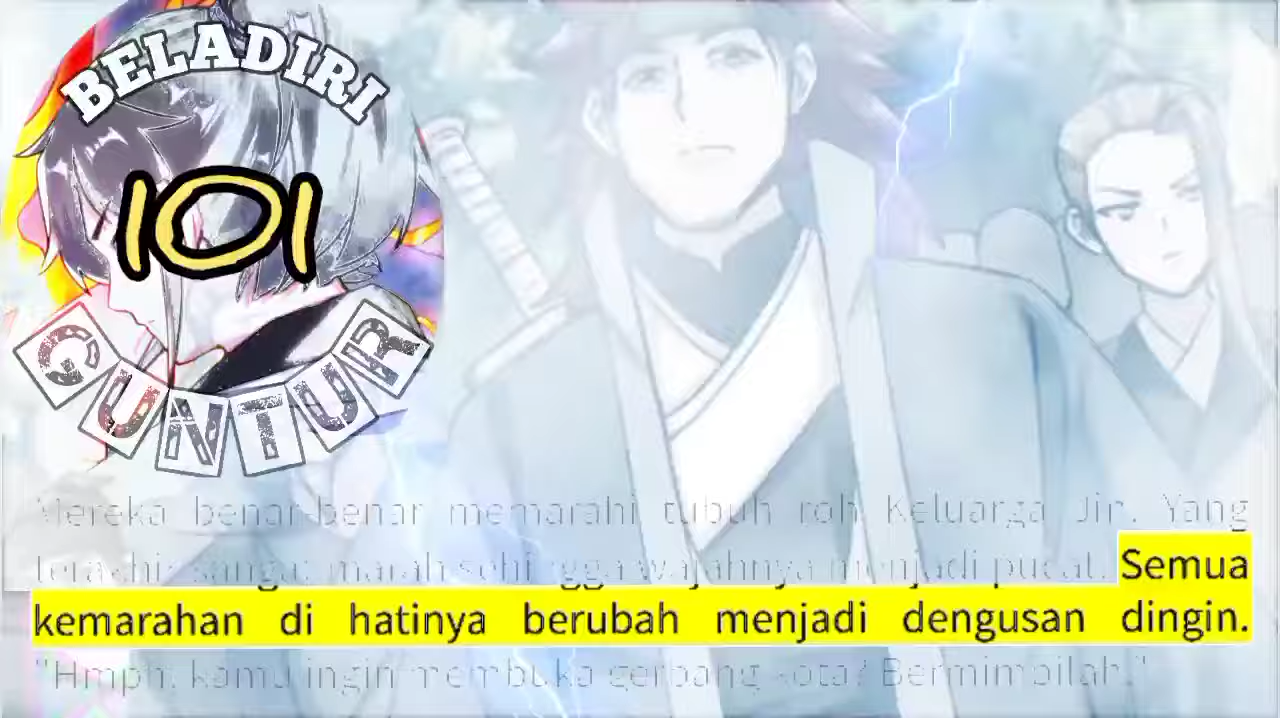 BELADIRI
101
GUNTUR
Mereka benar-benar memarahi tubuh roh Keluarga Jin. Yang
terakhir sangat marah sehingga wajahnya menjadi pucat. Semua
kemarahan di hatinya berubah menjadi dengusan dingin.
"Hmph, kamu ingin membuka gerbang kota? Bermimpilah."